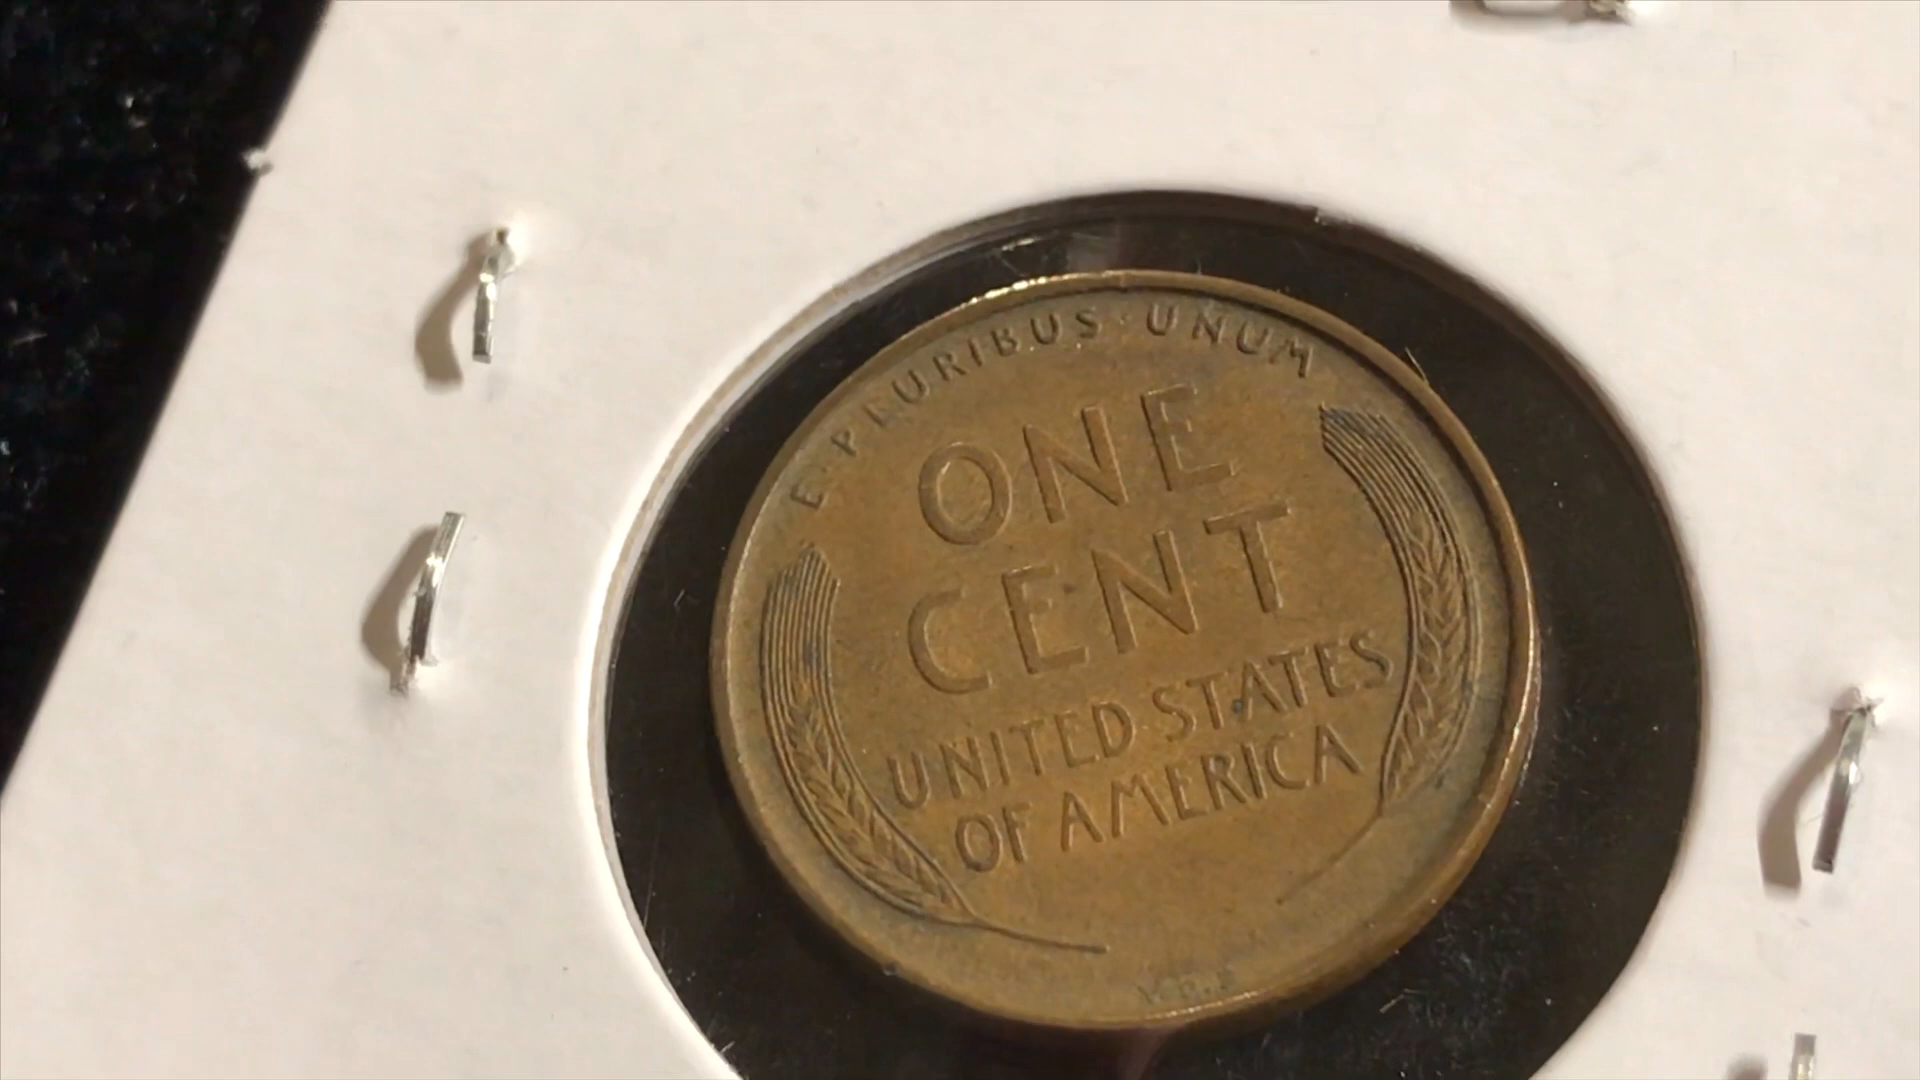 E · PLURIBUS · UNUM
ONE
CENT
UNITED STATES
OF AMERICA
V.D.B